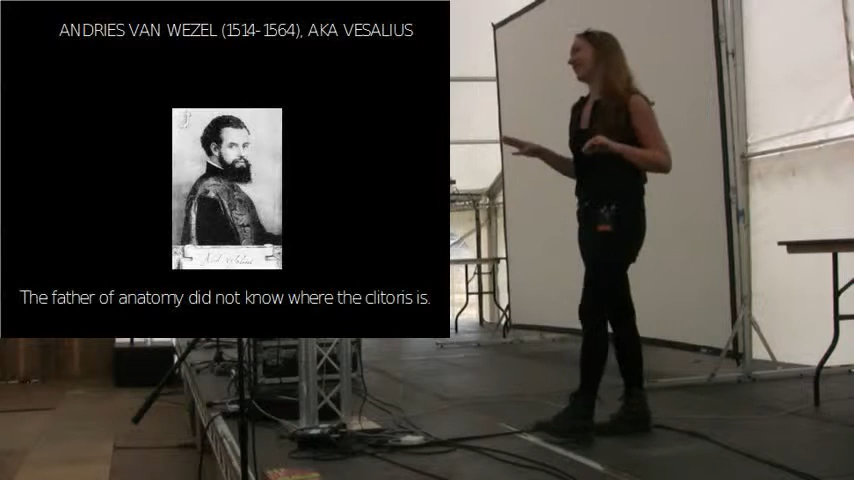 ANDRIES VAN WEZEL (1514-1564), AKA VESALIUS
The father of anatomy did not know where the clitoris is.